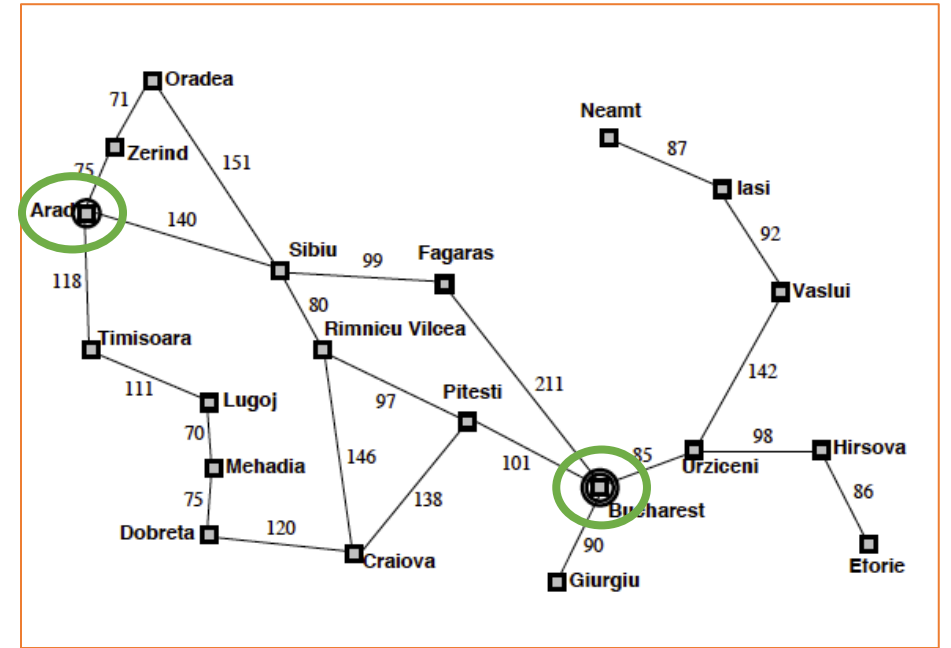 Oradea
71
Neamt
Zerind
87
151
75
Iasi
Arad
140
92
Sibiu
Fagaras
99
118
Vaslui
80
Timisoara
Rimnicu Vilcea
142
111
Pitesti
211
Lugoj
97
70
98
Hirsova
Mehadia
146
101
85
Urziceni
75
138
86
Bucharest
Dobreta
120
90
Craiova
Eforie
Giurgiu